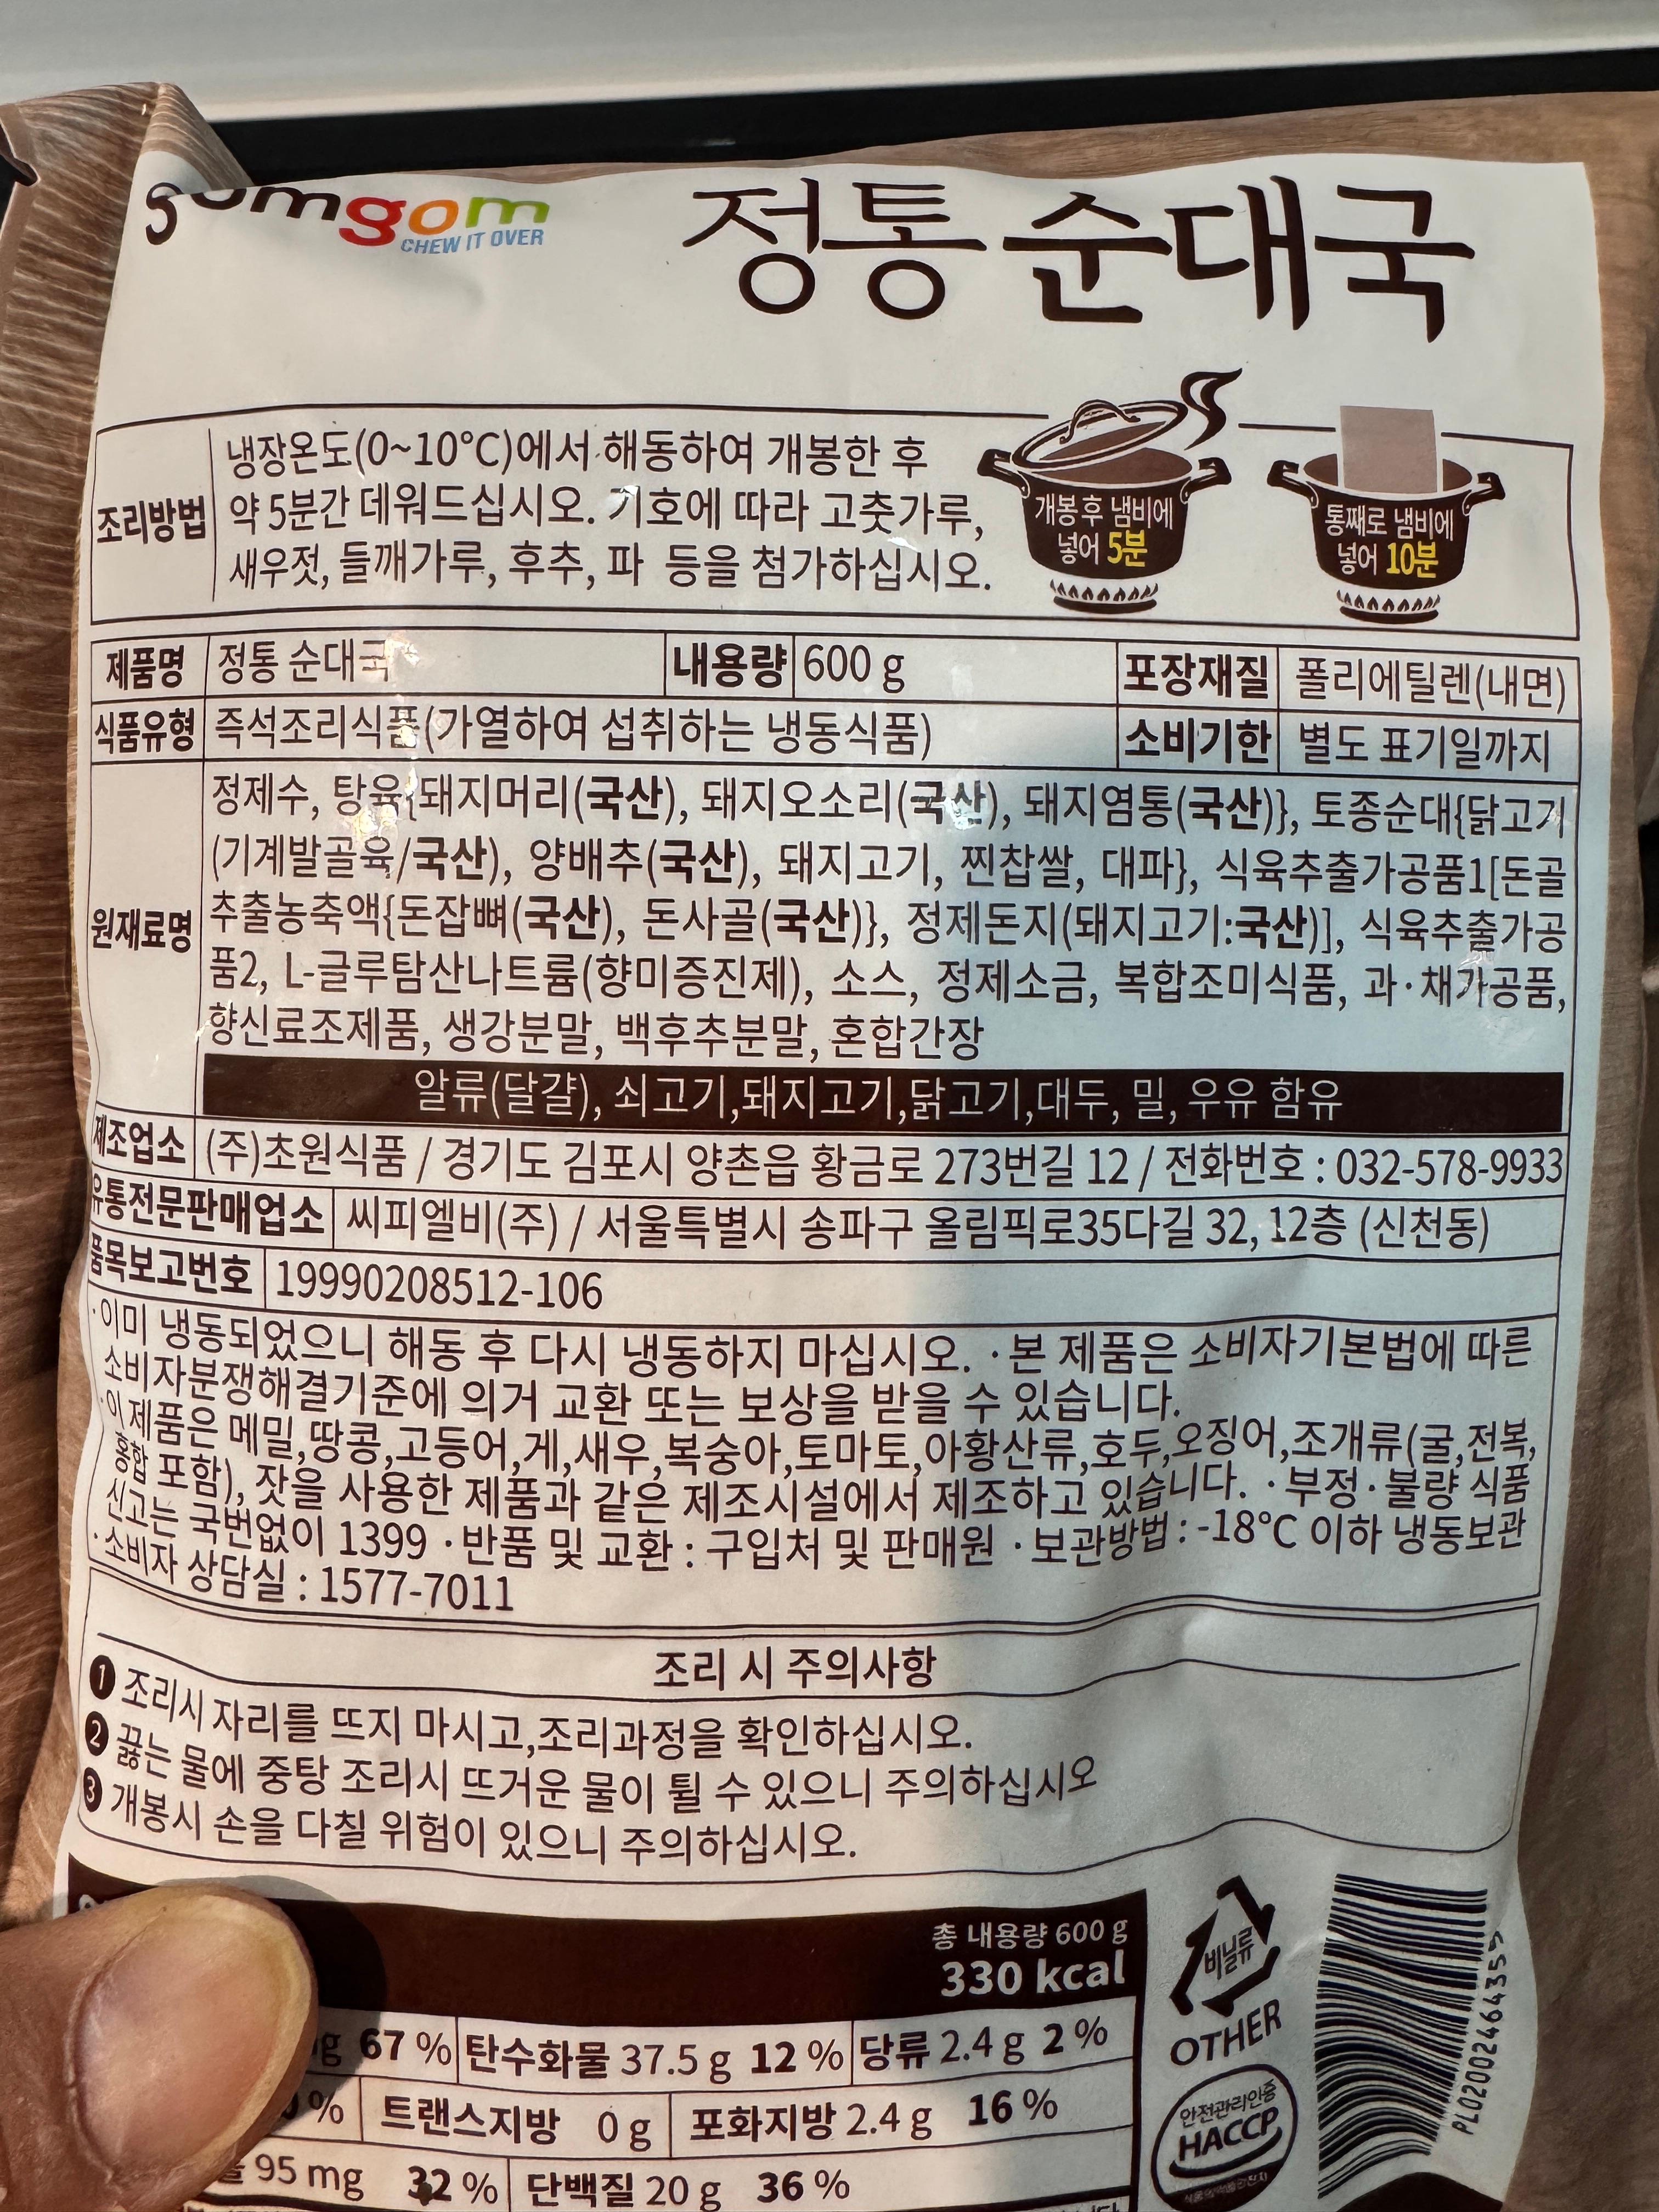 gomgom
CHEW IT OVER
정통 순대국
조리방법
냉장온도(0~10℃)에서 해동하여 개봉한 후
약 5분간 데워드십시오. 기호에 따라 고춧가루,
새우젓, 들깨가루, 후추, 파 등을 첨가하십시오.
개봉 후 냄비에
넣어 5분
통째로 냄비에
넣어 10분
제품명 정통 순대국 내용량 600 g 포장재질 폴리에틸렌(내면)
식품유형 즉석조리식품(가열하여 섭취하는 냉동식품) 소비기한 별도 표기일까지
원재료명
정제수, 탕육{돼지머리(국산), 돼지오소리(국산), 돼지염통(국산)}, 토종순대{닭고기
(기계발골육/국산), 양배추(국산), 돼지고기, 찐찹쌀, 대파}, 식육추출가공품1[돈골
추출농축액{돈잡뼈(국산), 돈사골(국산)}, 정제돈지(돼지고기:국산)], 식육추출가공
품2, L-글루탐산나트륨(향미증진제), 소스, 정제소금, 복합조미식품, 과·채가공품,
향신료조제품, 생강분말, 백후추분말, 혼합간장
알류(달걀), 쇠고기,돼지고기,닭고기,대두, 밀, 우유 함유
제조업소 (주)초원식품 / 경기도 김포시 양촌읍 황금로 273번길 12 / 전화번호 : 032-578-9933
유통전문판매업소 씨피엘비(주) / 서울특별시 송파구 올림픽로35다길 32, 12층 (신천동)
품목보고번호 19990208512-106
·이미 냉동되었으니 해동 후 다시 냉동하지 마십시오. ·본 제품은 소비자기본법에 따른
소비자분쟁해결기준에 의거 교환 또는 보상을 받을 수 있습니다.
·이 제품은 메밀,땅콩,고등어,게,새우,복숭아,토마토,아황산류,호두,오징어,조개류(굴,전복,
홍합 포함), 잣을 사용한 제품과 같은 제조시설에서 제조하고 있습니다. ·부정·불량 식품
신고는 국번없이 1399 ·반품 및 교환 : 구입처 및 판매원 ·보관방법 : -18℃ 이하 냉동보관
·소비자 상담실 : 1577-7011
조리 시 주의사항
1 조리시 자리를 뜨지 마시고,조리과정을 확인하십시오.
2 끓는 물에 중탕 조리시 뜨거운 물이 튈 수 있으니 주의하십시오
3 개봉시 손을 다칠 위험이 있으니 주의하십시오.
총 내용량 600 g
330 kcal
67 % 탄수화물 37.5 g 12 % 당류 2.4 g 2 %
% 트랜스지방 0 g 포화지방 2.4 g 16 %
95 mg 32 % 단백질 20 g 36 %
비닐류
OTHER
안전관리인증
HACCP
PL02002464355